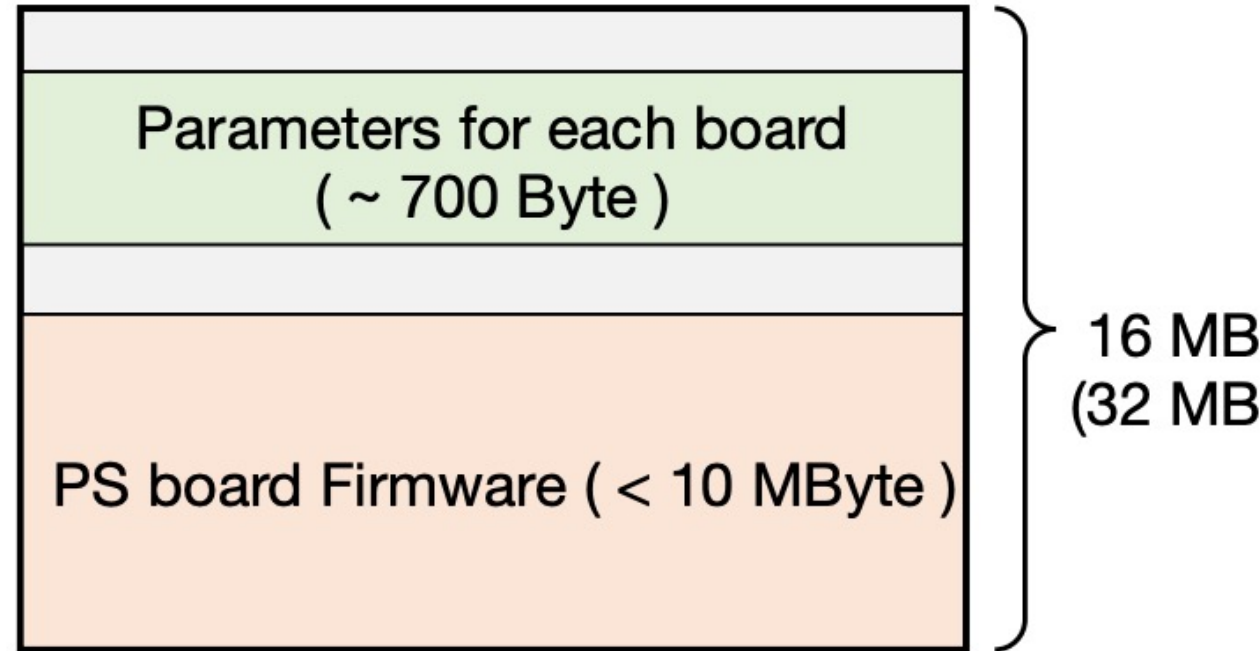 Parameters for each board
( ~ 700 Byte )
PS board Firmware ( < 10 MByte )
16 MB
(32 MB